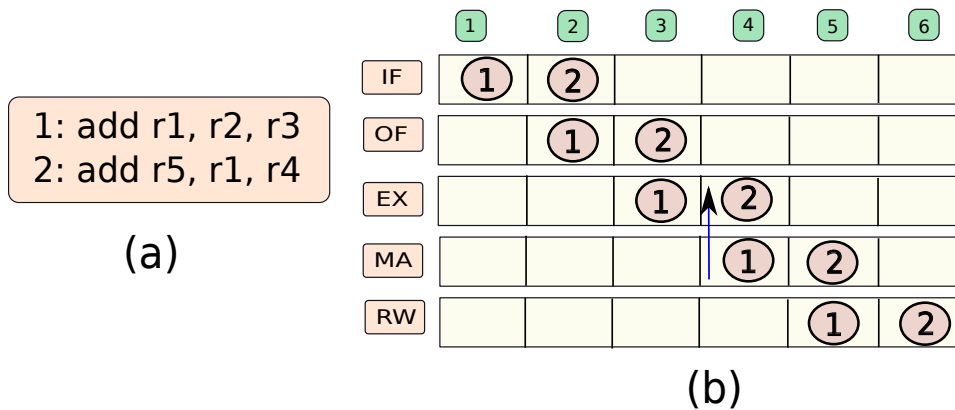 1 2 3 4 5 6
1: add r1, r2, r3
2: add r5, r1, r4
(a)
IF 1 2
OF 1 2
EX 1 2
MA 1 2
RW 1 2
(b)